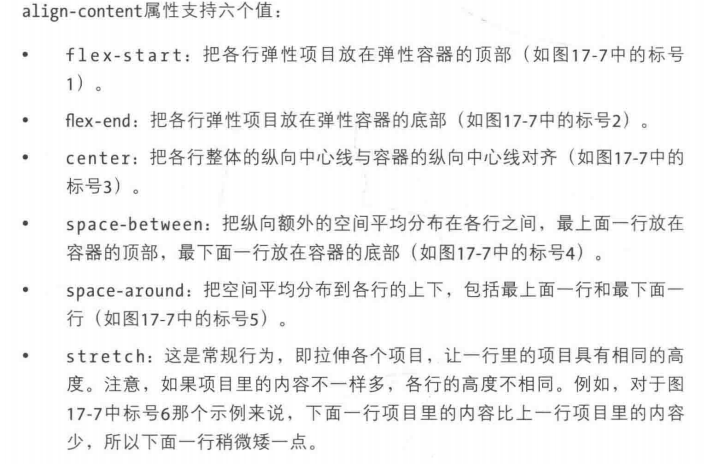 align-content属性支持六个值：
• flex-start：把各行弹性项目放在弹性容器的顶部（如图17-7中的标号
1）。
• flex-end：把各行弹性项目放在弹性容器的底部（如图17-7中的标号2）。
• center：把各行整体的纵向中心线与容器的纵向中心线对齐（如图17-7中的
标号3）。
• space-between：把纵向额外的空间平均分布在各行之间，最上面一行放在
容器的顶部，最下面一行放在容器的底部（如图17-7中的标号4）。
• space-around：把空间平均分布到各行的上下，包括最上面一行和最下面一
行（如图17-7中的标号5）。
• stretch：这是常规行为，即拉伸各个项目，让一行里的项目具有相同的高
度。注意，如果项目里的内容不一样多，各行的高度不相同。例如，对于图
17-7中标号6那个示例来说，下面一行项目里的内容比上一行项目里的内容
少，所以下面一行稍微矮一点。